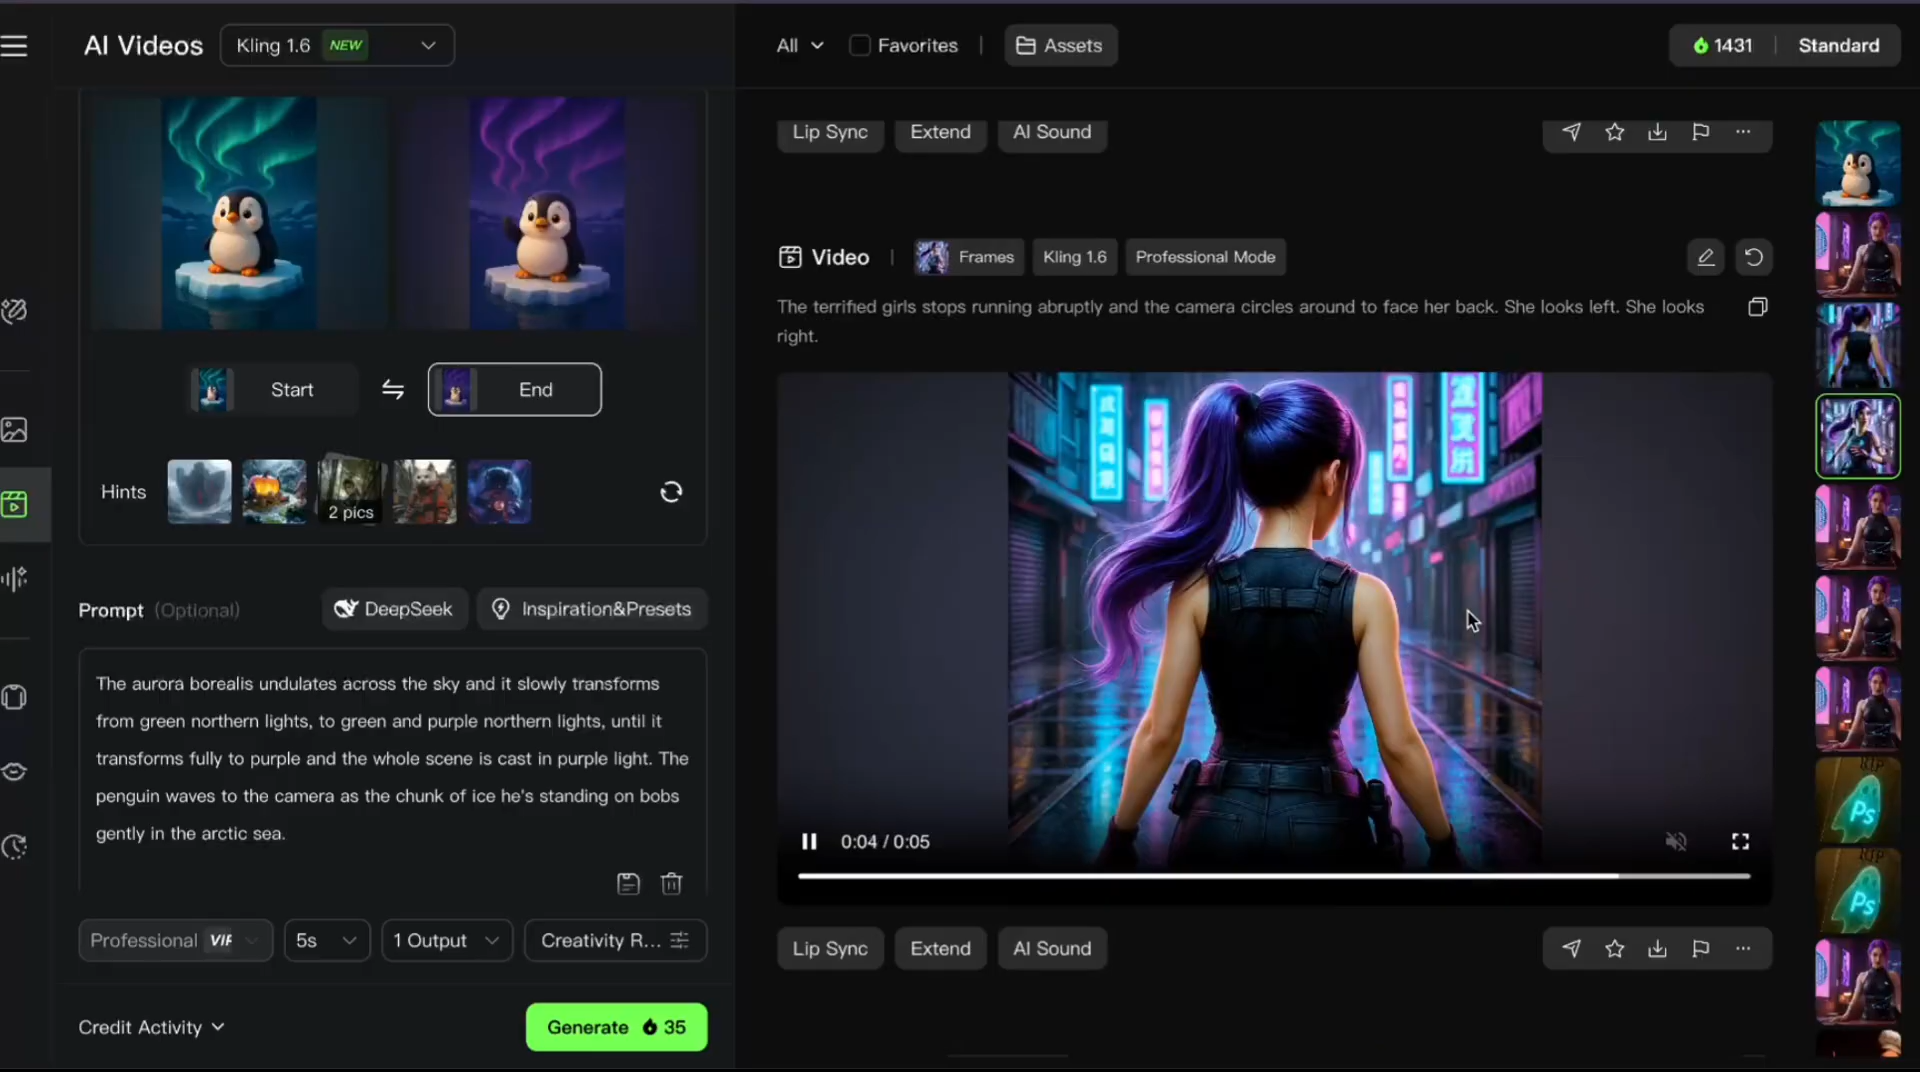 AI Videos
Kling 1.6 NEW
Start
End
Hints
2 pics
Prompt (Optional)
DeepSeek
Inspiration&Presets
The aurora borealis undulates across the sky and it slowly transforms
from green northern lights, to green and purple northern lights, until it
transforms fully to purple and the whole scene is cast in purple light. The
penguin waves to the camera as the chunk of ice he's standing on bobs
gently in the arctic sea.
Professional VIP
5s
1 Output
Creativity R...
Credit Activity
Generate 35
All
Favorites
Assets
1431
Standard
Lip Sync
Extend
AI Sound
Video
Frames
Kling 1.6
Professional Mode
The terrified girls stops running abruptly and the camera circles around to face her back. She looks left. She looks
right.
0:04 / 0:05
Lip Sync
Extend
AI Sound
RIP
Ps
RIP
Ps